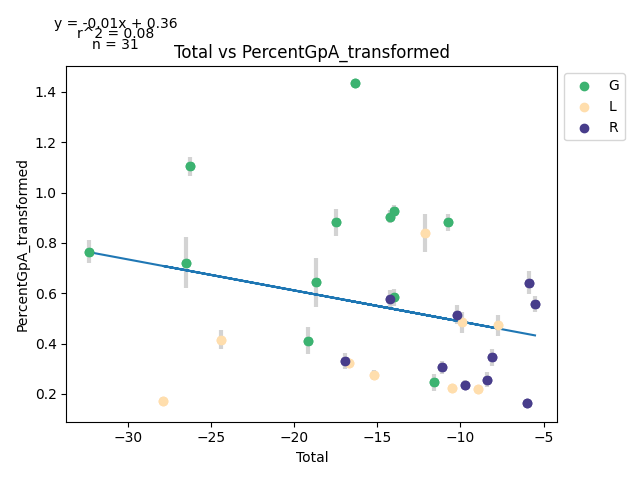 y = -0.01x + 0.36
r^2 = 0.08
n = 31
Total vs PercentGpA_transformed
G
L
R
PercentGpA_transformed
1.4
1.2
1.0
0.8
0.6
0.4
0.2
−30
−25
−20
−15
−10
−5
Total